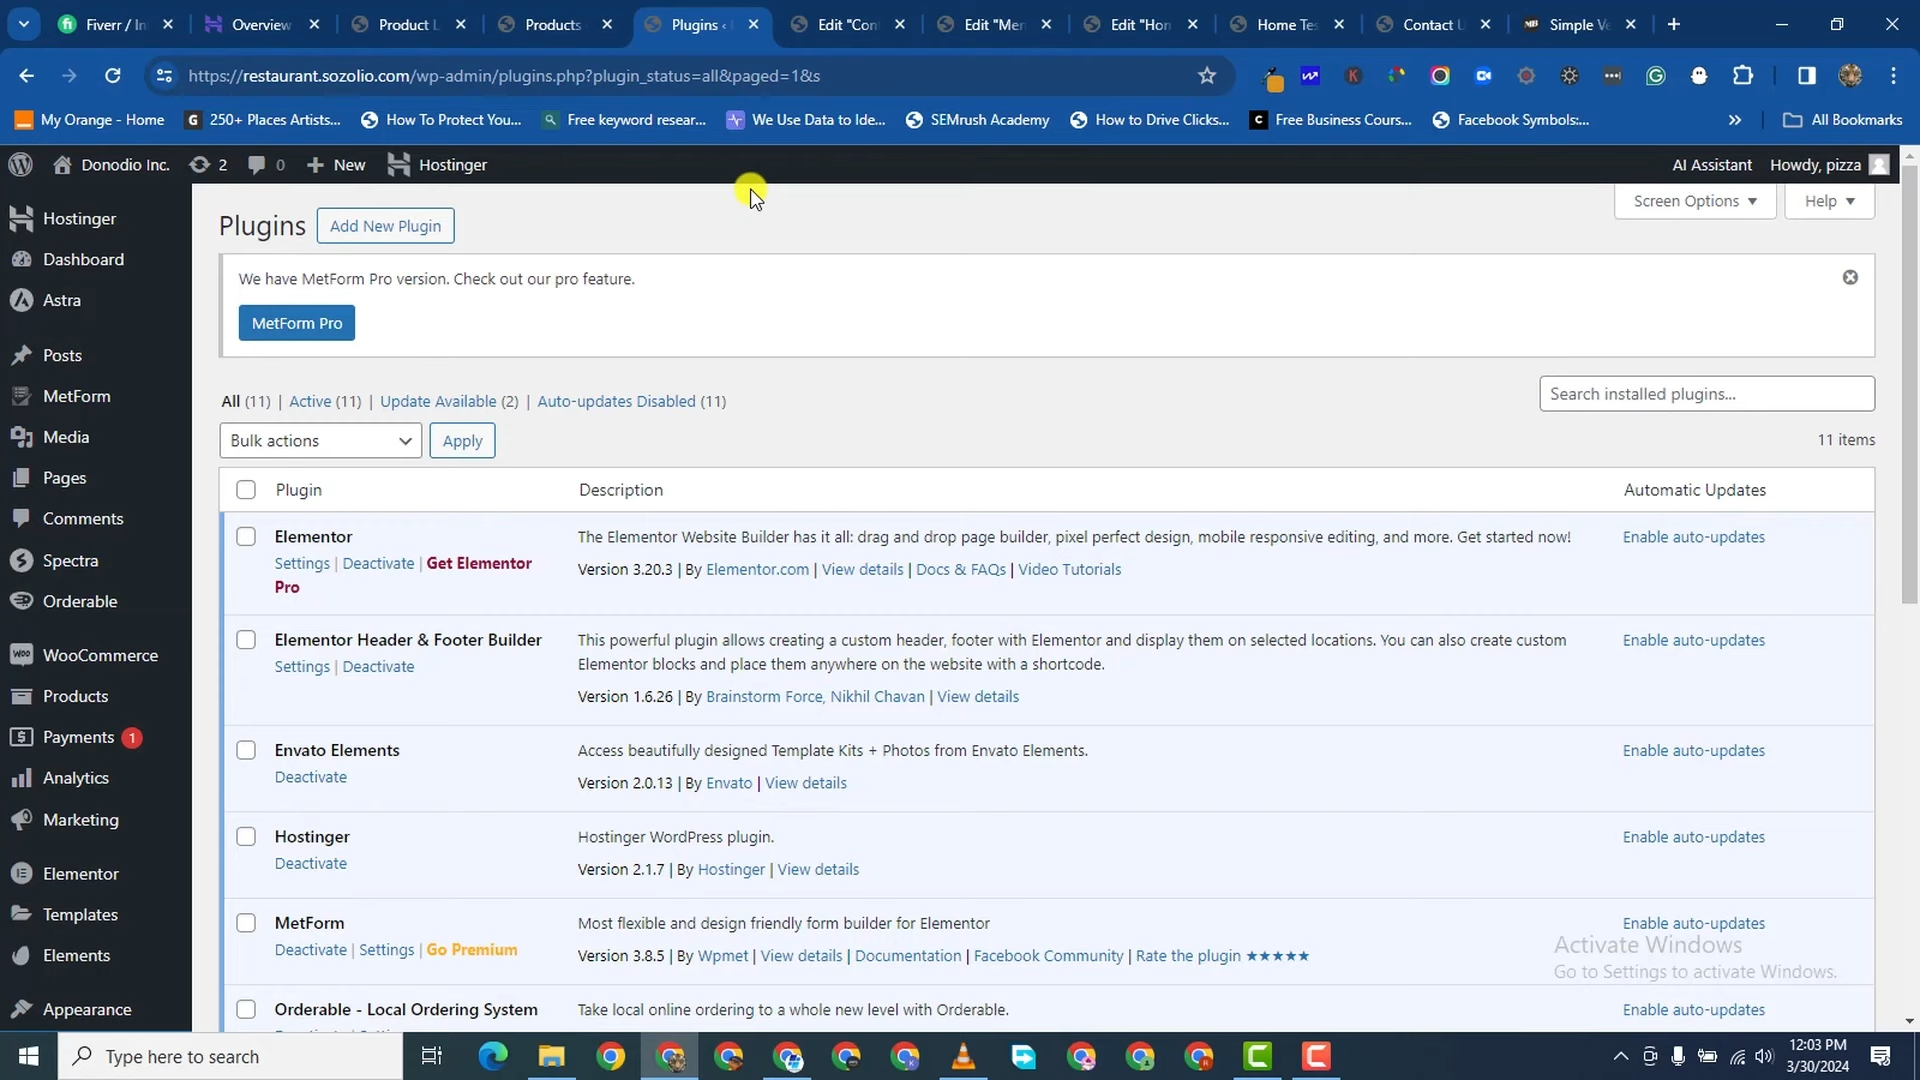 Fiverr / In
Overview
Product L
Products
Plugins ‹
Edit "Con
Edit "Men
Edit "Hom
Home Tes
Contact U
Simple Ve
https://restaurant.sozolio.com/wp-admin/plugins.php?plugin_status=all&paged=1&s
My Orange - Home
250+ Places Artists...
How To Protect You...
Free keyword resear...
We Use Data to Ide...
SEMrush Academy
How to Drive Clicks...
Free Business Cours...
Facebook Symbols:...
All Bookmarks
Donodio Inc.
2
0
New
Hostinger
AI Assistant
Howdy, pizza
Hostinger
Dashboard
Astra
Posts
MetForm
Media
Pages
Comments
Spectra
Orderable
WooCommerce
Products
Payments 1
Analytics
Marketing
Elementor
Templates
Elements
Appearance
Plugins
Add New Plugin
Screen Options
Help
We have MetForm Pro version. Check out our pro feature.
MetForm Pro
All (11) | Active (11) | Update Available (2) | Auto-updates Disabled (11)
Search installed plugins...
Bulk actions
Apply
11 items
Plugin
Description
Automatic Updates
Elementor
Settings | Deactivate | Get Elementor
Pro
The Elementor Website Builder has it all: drag and drop page builder, pixel perfect design, mobile responsive editing, and more. Get started now!
Version 3.20.3 | By Elementor.com | View details | Docs & FAQs | Video Tutorials
Enable auto-updates
Elementor Header & Footer Builder
Settings | Deactivate
This powerful plugin allows creating a custom header, footer with Elementor and display them on selected locations. You can also create custom
Elementor blocks and place them anywhere on the website with a shortcode.
Version 1.6.26 | By Brainstorm Force, Nikhil Chavan | View details
Enable auto-updates
Envato Elements
Deactivate
Access beautifully designed Template Kits + Photos from Envato Elements.
Version 2.0.13 | By Envato | View details
Enable auto-updates
Hostinger
Deactivate
Hostinger WordPress plugin.
Version 2.1.7 | By Hostinger | View details
Enable auto-updates
MetForm
Deactivate | Settings | Go Premium
Most flexible and design friendly form builder for Elementor
Version 3.8.5 | By Wpmet | View details | Documentation | Facebook Community | Rate the plugin ★★★★★
Enable auto-updates
Orderable - Local Ordering System
Take local online ordering to a whole new level with Orderable.
Enable auto-updates
Activate Windows
Go to Settings to activate Windows.
Type here to search
12:03 PM
3/30/2024